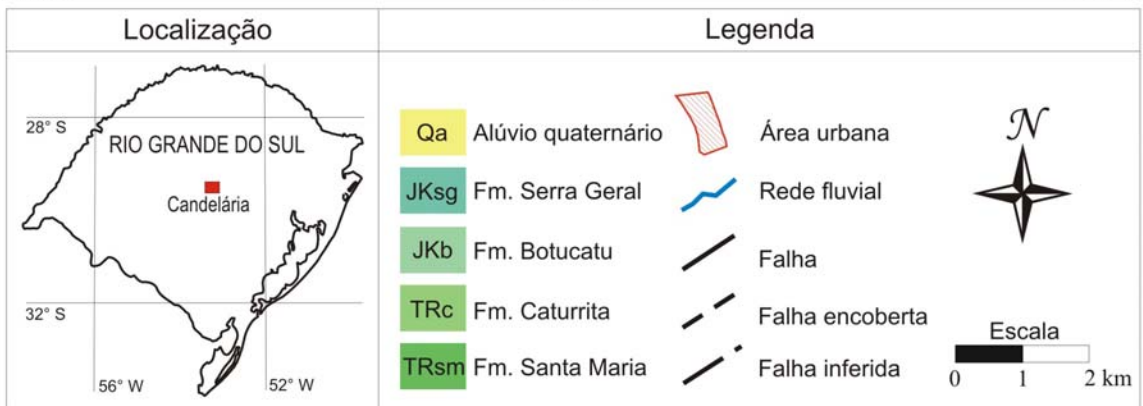 Localização
28° S
RIO GRANDE DO SUL
Candelária
32° S
56° W
52° W
Legenda
Qa Alúvio quaternário
JKsg Fm. Serra Geral
JKb Fm. Botucatu
TRc Fm. Caturrita
TRsm Fm. Santa Maria
Área urbana
Rede fluvial
Falha
Falha encoberta
Falha inferida
N
Escala
0 1 2 km